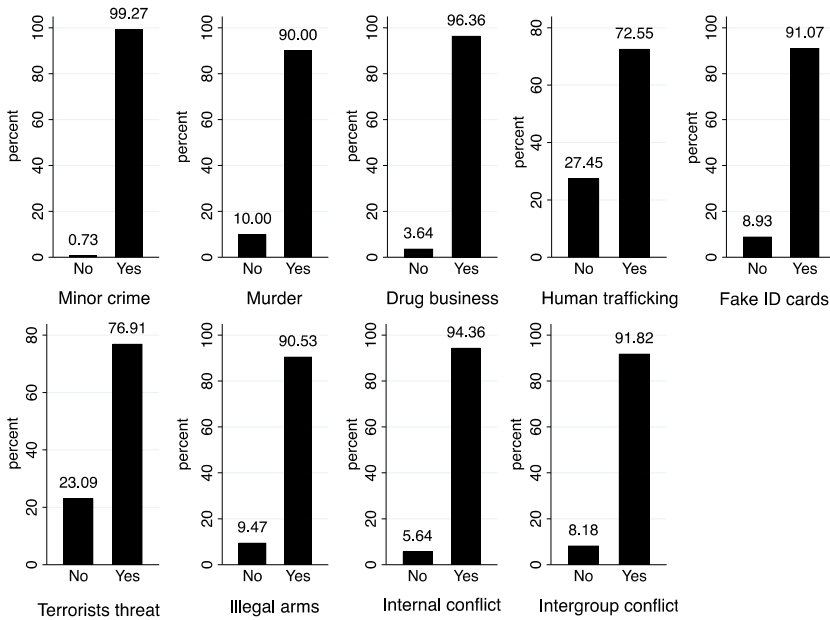 99.27
90.00
96.36
72.55
91.07
100
80
60
40
20
0
percent
0.73
No Yes
Minor crime
100
80
60
40
20
0
percent
10.00
No Yes
Murder
100
80
60
40
20
0
percent
3.64
No Yes
Drug business
80
60
40
20
0
percent
27.45
No Yes
Human trafficking
100
80
60
40
20
0
percent
8.93
No Yes
Fake ID cards
80
60
40
20
0
percent
76.91
23.09
No Yes
Terrorists threat
100
80
60
40
20
0
percent
90.53
9.47
No Yes
Illegal arms
100
80
60
40
20
0
percent
94.36
5.64
No Yes
Internal conflict
100
80
60
40
20
0
percent
91.82
8.18
No Yes
Intergroup conflict